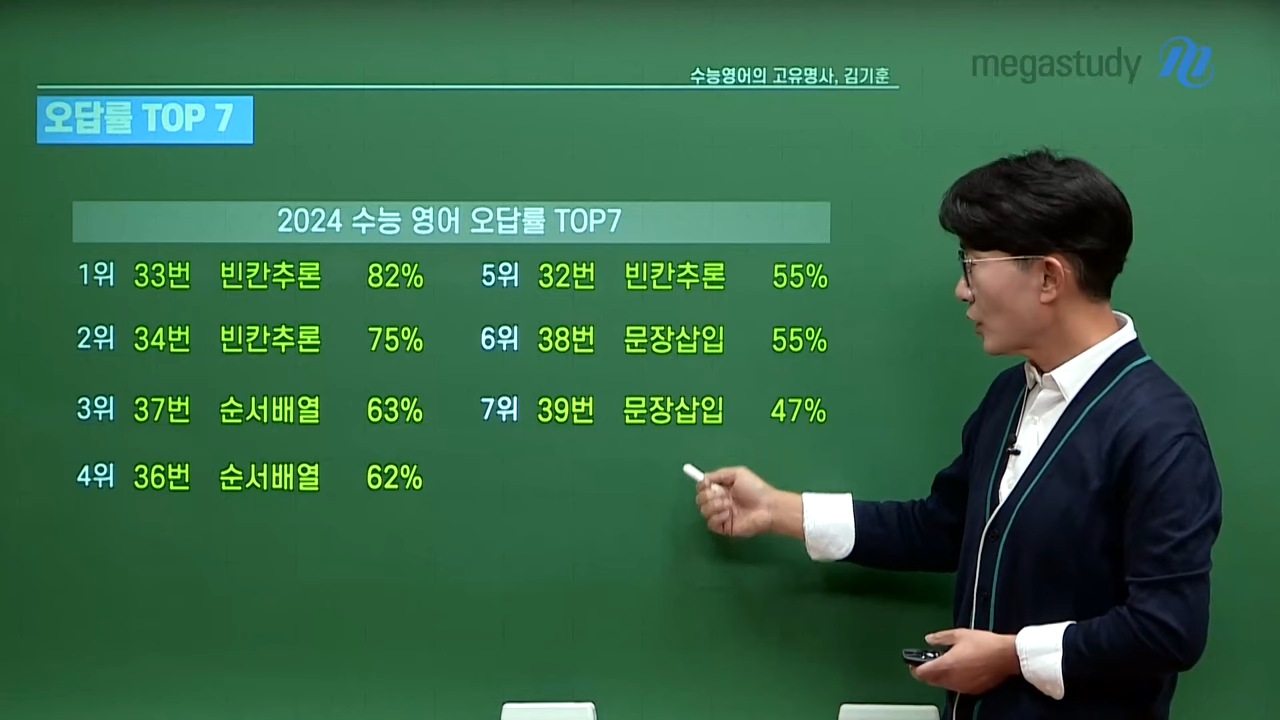 megastudy
수능영어의 고유명사, 김기훈
오답률 TOP 7
2024 수능 영어 오답률 TOP7
1위 33번 빈칸추론 82%
2위 34번 빈칸추론 75%
3위 37번 순서배열 63%
4위 36번 순서배열 62%
5위 32번 빈칸추론 55%
6위 38번 문장삽입 55%
7위 39번 문장삽입 47%